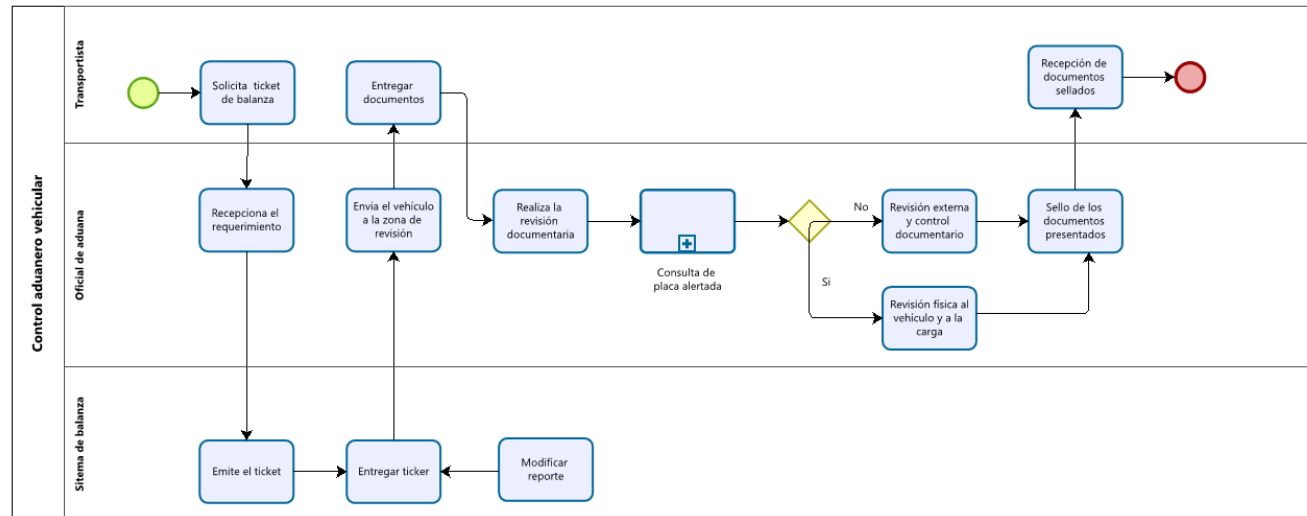 Control aduanero vehicular
Transportista
Solicita ticket
de balanza
Entregar
documentos
Recepción de
documentos
sellados
Oficial de aduana
Recepciona el
requerimiento
Envia el vehículo
a la zona de
revisión
Realiza la
revisión
documentaria
Consulta de
placa alertada
No
Si
Revisión externa
y control
documentario
Sello de los
documentos
presentados
Revisión física al
vehículo y a la
carga
Sitema de balanza
Emite el ticket
Entregar ticker
Modificar
reporte